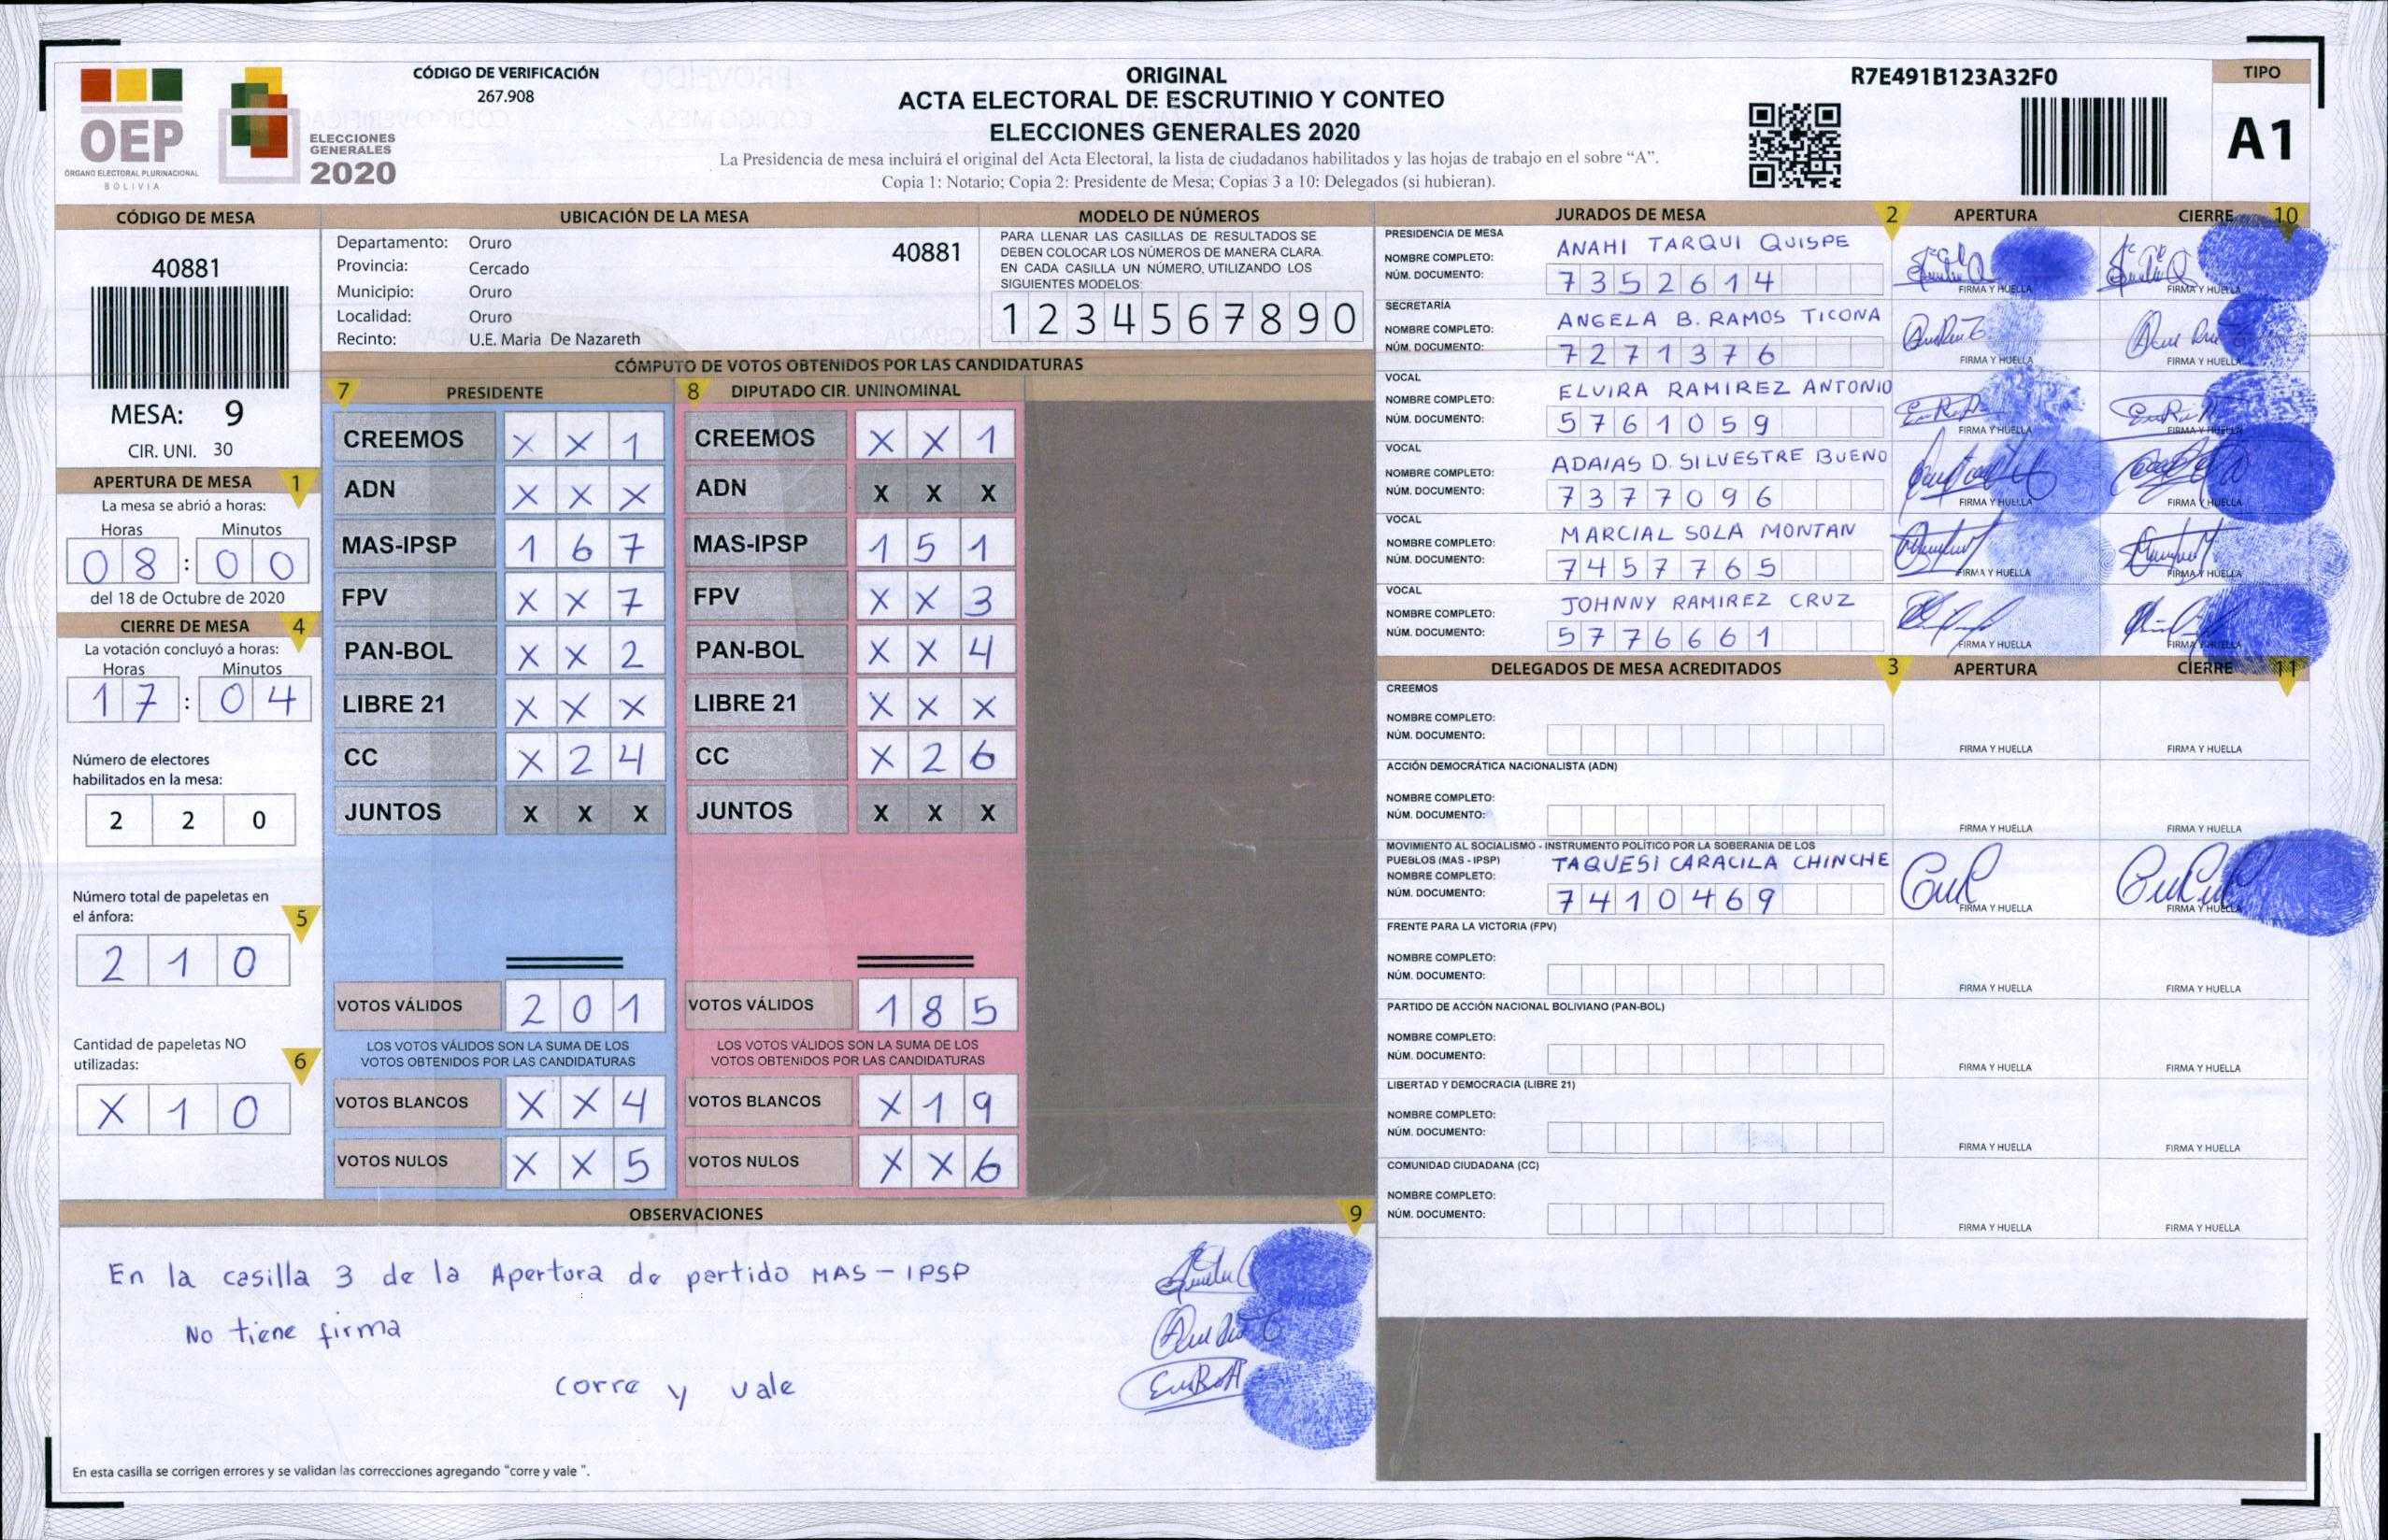 OEP
ÓRGANO ELECTORAL PLURINACIONAL
BOLIVIA
ELECCIONES
GENERALES
2020
CÓDIGO DE VERIFICACIÓN
267.908
ORIGINAL
ACTA ELECTORAL DE ESCRUTINIO Y CONTEO
ELECCIONES GENERALES 2020
La Presidencia de mesa incluirá el original del Acta Electoral, la lista de ciudadanos habilitados y las hojas de trabajo en el sobre “A”.
Copia 1: Notario; Copia 2: Presidente de Mesa; Copias 3 a 10: Delegados (si hubieran).
R7E491B123A32F0
TIPO
A1
CÓDIGO DE MESA
40881
MESA: 9
CIR. UNI. 30
APERTURA DE MESA 1
La mesa se abrió a horas:
Horas Minutos
08:00
del 18 de Octubre de 2020
CIERRE DE MESA 4
La votación concluyó a horas:
Horas Minutos
17:04
Número de electores
habilitados en la mesa:
2 2 0
Número total de papeletas en
el ánfora: 5
2 1 0
Cantidad de papeletas NO
utilizadas: 6
X 1 0
UBICACIÓN DE LA MESA
Departamento: Oruro 40881
Provincia: Cercado
Municipio: Oruro
Localidad: Oruro
Recinto: U.E. Maria De Nazareth
MODELO DE NÚMEROS
PARA LLENAR LAS CASILLAS DE RESULTADOS SE
DEBEN COLOCAR LOS NÚMEROS DE MANERA CLARA.
EN CADA CASILLA UN NÚMERO, UTILIZANDO LOS
SIGUIENTES MODELOS:
1 2 3 4 5 6 7 8 9 0
CÓMPUTO DE VOTOS OBTENIDOS POR LAS CANDIDATURAS
7 PRESIDENTE
CREEMOS X X 1
ADN X X X
MAS-IPSP 1 6 7
FPV X X 7
PAN-BOL X X 2
LIBRE 21 X X X
CC X 2 4
JUNTOS X X X
VOTOS VÁLIDOS 2 0 1
LOS VOTOS VÁLIDOS SON LA SUMA DE LOS
VOTOS OBTENIDOS POR LAS CANDIDATURAS
VOTOS BLANCOS X X 4
VOTOS NULOS X X 5
8 DIPUTADO CIR. UNINOMINAL
CREEMOS X X 1
ADN X X X
MAS-IPSP 1 5 1
FPV X X 3
PAN-BOL X X 4
LIBRE 21 X X X
CC X 2 6
JUNTOS X X X
VOTOS VÁLIDOS 1 8 5
LOS VOTOS VÁLIDOS SON LA SUMA DE LOS
VOTOS OBTENIDOS POR LAS CANDIDATURAS
VOTOS BLANCOS X 1 9
VOTOS NULOS X X 6
OBSERVACIONES 9
En la casilla 3 de la Apertura de partido MAS-IPSP
No tiene firma
corre y vale
En esta casilla se corrigen errores y se validan las correcciones agregando “corre y vale ”.
JURADOS DE MESA 2 APERTURA CIERRE 10
PRESIDENCIA DE MESA
NOMBRE COMPLETO: ANAHI TARQUI QUISPE
NÚM. DOCUMENTO: 7352614
FIRMA Y HUELLA FIRMA Y HUELLA
SECRETARÍA
NOMBRE COMPLETO: ANGELA B. RAMOS TICONA
NÚM. DOCUMENTO: 7271376
FIRMA Y HUELLA FIRMA Y HUELLA
VOCAL
NOMBRE COMPLETO: ELVIRA RAMIREZ ANTONIO
NÚM. DOCUMENTO: 5761059
FIRMA Y HUELLA FIRMA Y HUELLA
VOCAL
NOMBRE COMPLETO: ADAIAS D. SILVESTRE BUENO
NÚM. DOCUMENTO: 7377096
FIRMA Y HUELLA FIRMA Y HUELLA
VOCAL
NOMBRE COMPLETO: MARCIAL SOLA MONTAN
NÚM. DOCUMENTO: 7457765
FIRMA Y HUELLA FIRMA Y HUELLA
VOCAL
NOMBRE COMPLETO: JOHNNY RAMIREZ CRUZ
NÚM. DOCUMENTO: 5776661
FIRMA Y HUELLA FIRMA Y HUELLA
DELEGADOS DE MESA ACREDITADOS 3 APERTURA CIERRE 11
CREEMOS
NOMBRE COMPLETO:
NÚM. DOCUMENTO:
FIRMA Y HUELLA FIRMA Y HUELLA
ACCIÓN DEMOCRÁTICA NACIONALISTA (ADN)
NOMBRE COMPLETO:
NÚM. DOCUMENTO:
FIRMA Y HUELLA FIRMA Y HUELLA
MOVIMIENTO AL SOCIALISMO - INSTRUMENTO POLÍTICO POR LA SOBERANIA DE LOS
PUEBLOS (MAS - IPSP)
NOMBRE COMPLETO: TAQUESI CARACILA CHINCHE
NÚM. DOCUMENTO: 7410469
FIRMA Y HUELLA FIRMA Y HUELLA
FRENTE PARA LA VICTORIA (FPV)
NOMBRE COMPLETO:
NÚM. DOCUMENTO:
FIRMA Y HUELLA FIRMA Y HUELLA
PARTIDO DE ACCIÓN NACIONAL BOLIVIANO (PAN-BOL)
NOMBRE COMPLETO:
NÚM. DOCUMENTO:
FIRMA Y HUELLA FIRMA Y HUELLA
LIBERTAD Y DEMOCRACIA (LIBRE 21)
NOMBRE COMPLETO:
NÚM. DOCUMENTO:
FIRMA Y HUELLA FIRMA Y HUELLA
COMUNIDAD CIUDADANA (CC)
NOMBRE COMPLETO:
NÚM. DOCUMENTO:
FIRMA Y HUELLA FIRMA Y HUELLA